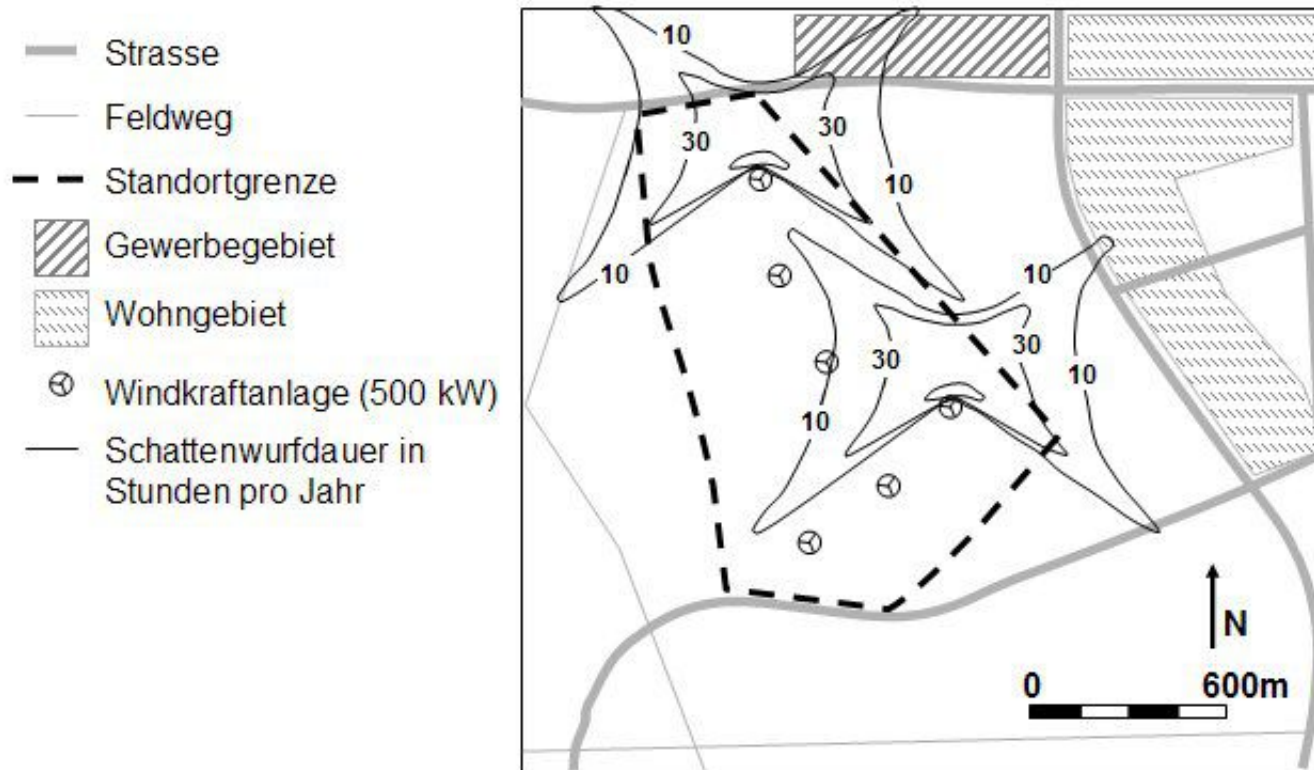 Strasse
Feldweg
Standortgrenze
Gewerbegebiet
Wohngebiet
Windkraftanlage (500 kW)
Schattenwurfdauer in
Stunden pro Jahr
10
30
30
10
10
10
30
30
10
10
N
0 600m